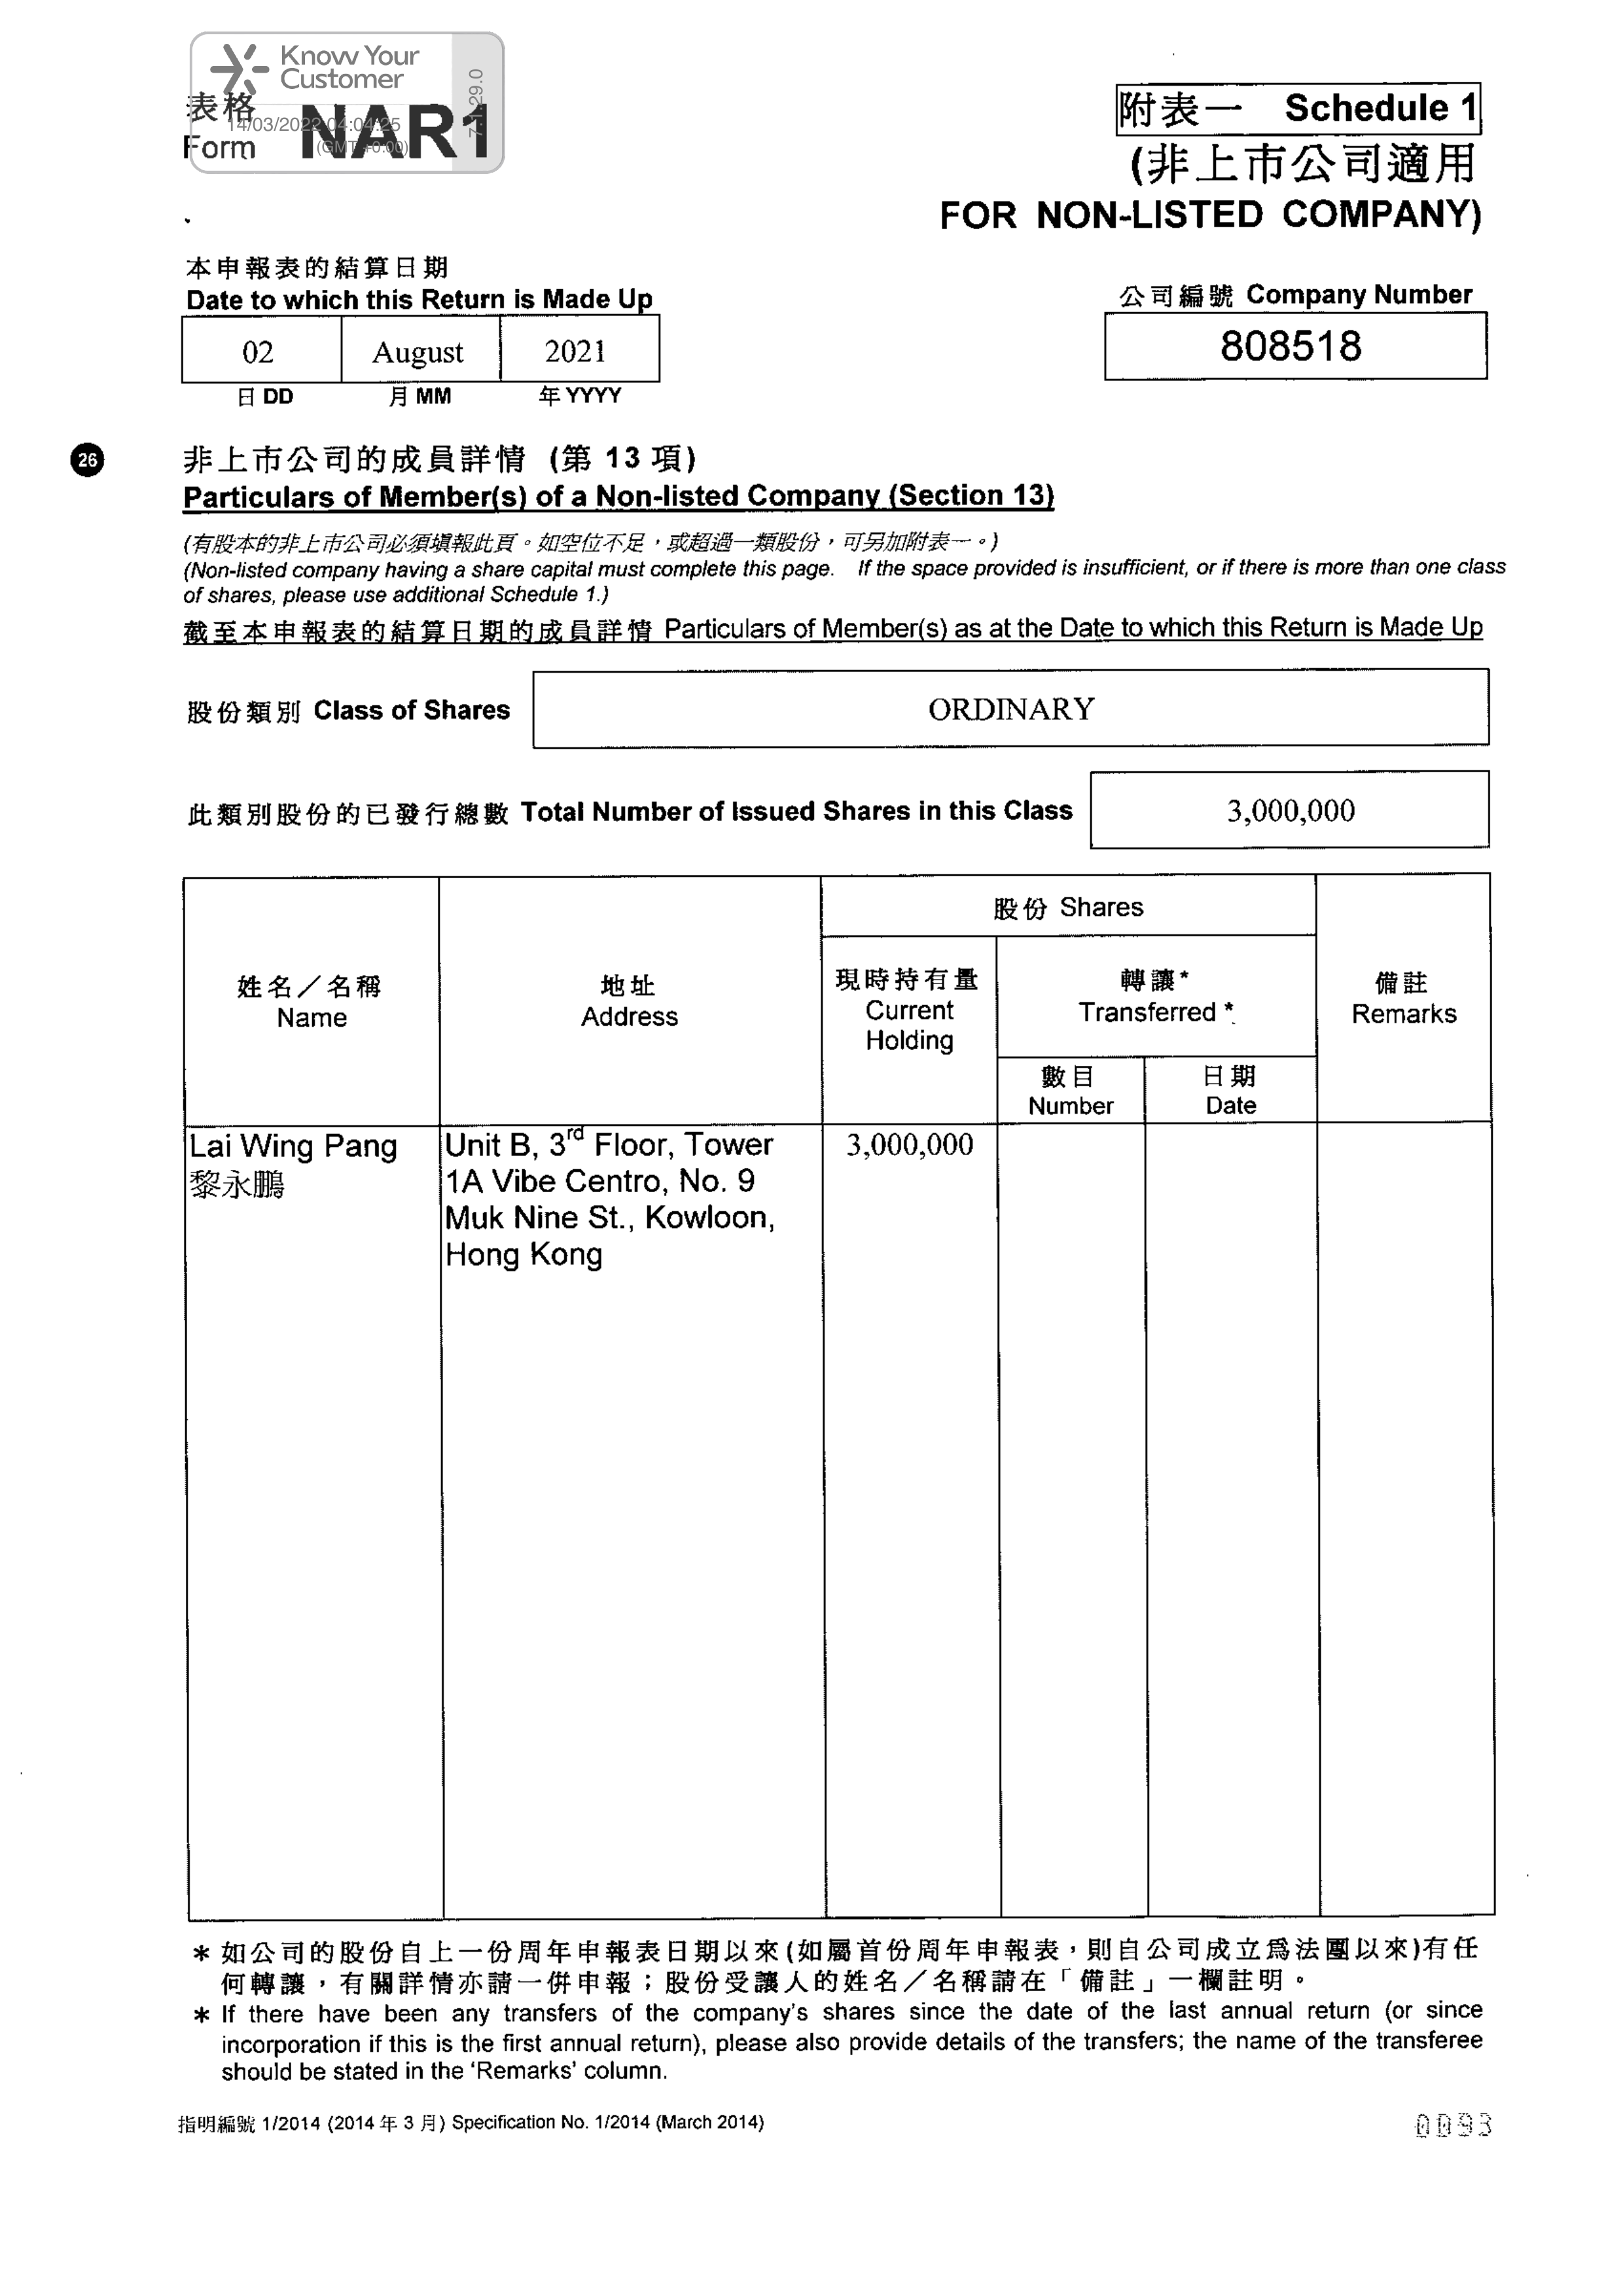 Know Your
Customer
14/03/2022 04:04:25
(GMT +0:00)
7.1.29.0
表格
Form NAR1
附表一 Schedule 1
(非上市公司適用
FOR NON-LISTED COMPANY)
本申報表的結算日期
Date to which this Return is Made Up
02 August 2021
日 DD 月 MM 年 YYYY
公司編號 Company Number
808518
26
非上市公司的成員詳情 (第 13 項)
Particulars of Member(s) of a Non-listed Company (Section 13)
(有股本的非上市公司必須填報此頁。如空位不足，或超過一類股份，可另加附表一。)
(Non-listed company having a share capital must complete this page. If the space provided is insufficient, or if there is more than one class
of shares, please use additional Schedule 1.)
截至本申報表的結算日期的成員詳情 Particulars of Member(s) as at the Date to which this Return is Made Up
股份類別 Class of Shares ORDINARY
此類別股份的已發行總數 Total Number of Issued Shares in this Class 3,000,000
姓名／名稱
Name
地址
Address
股份 Shares
現時持有量
Current
Holding
轉讓*
Transferred *
數目
Number
日期
Date
備註
Remarks
Lai Wing Pang
黎永鵬
Unit B, 3rd Floor, Tower
1A Vibe Centro, No. 9
Muk Nine St., Kowloon,
Hong Kong
3,000,000
* 如公司的股份自上一份周年申報表日期以來(如屬首份周年申報表，則自公司成立為法團以來)有任
何轉讓，有關詳情亦請一併申報；股份受讓人的姓名／名稱請在「備註」一欄註明。
* If there have been any transfers of the company's shares since the date of the last annual return (or since
incorporation if this is the first annual return), please also provide details of the transfers; the name of the transferee
should be stated in the 'Remarks' column.
指明編號 1/2014 (2014 年 3 月) Specification No. 1/2014 (March 2014)
0093